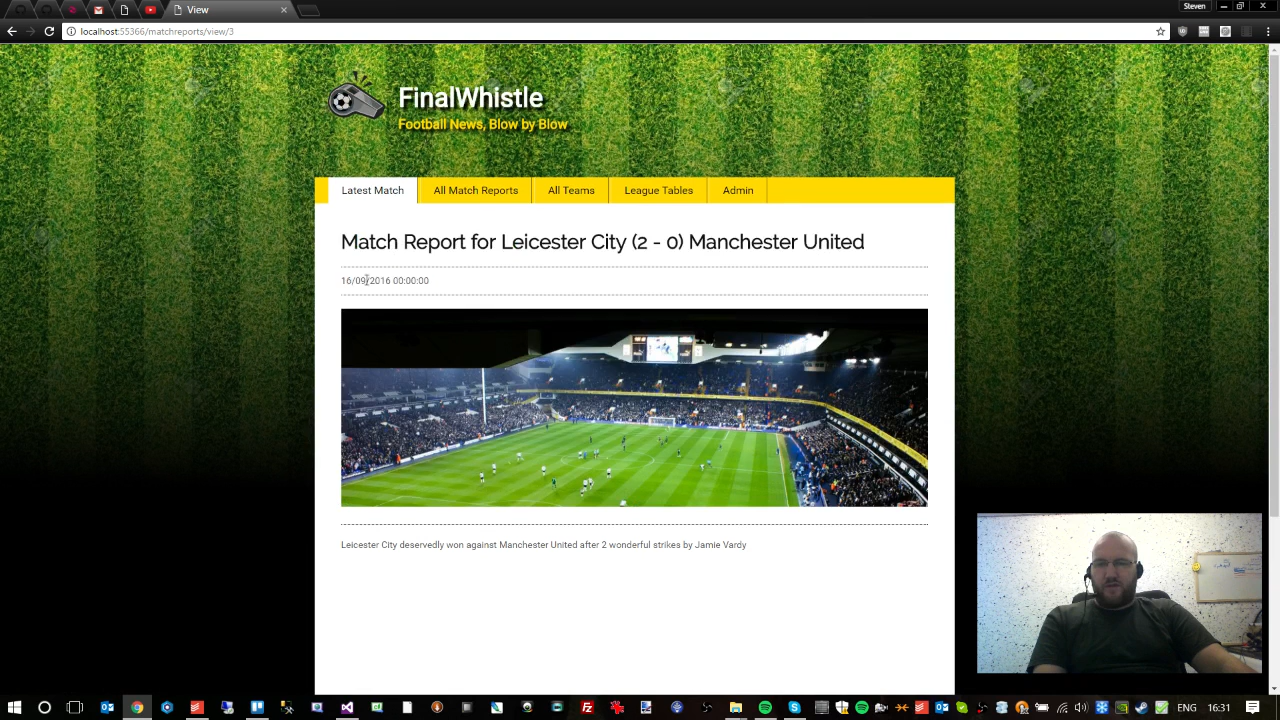 View
Steven
localhost:55366/matchreports/view/3
FinalWhistle
Football News, Blow by Blow
Latest Match
All Match Reports
All Teams
League Tables
Admin
Match Report for Leicester City (2 - 0) Manchester United
16/09/2016 00:00:00
Leicester City deservedly won against Manchester United after 2 wonderful strikes by Jamie Vardy
ENG
16:31